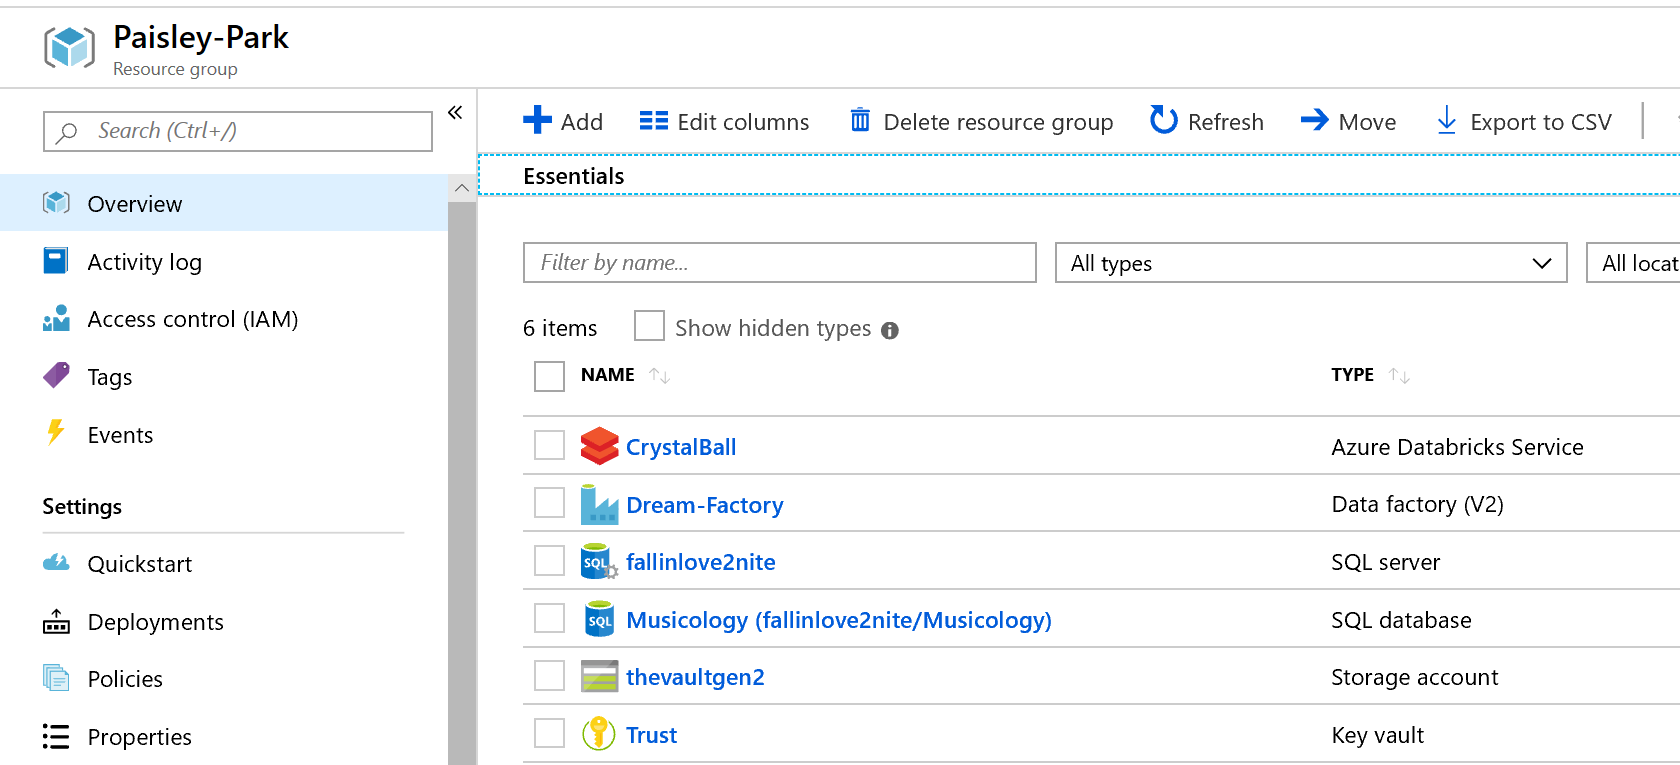 Paisley-Park
Resource group
Search (Ctrl+/)
Overview
Activity log
Access control (IAM)
Tags
Events
Settings
Quickstart
Deployments
Policies
Properties
Add Edit columns Delete resource group Refresh Move Export to CSV
Essentials
Filter by name... All types All locat
6 items Show hidden types
NAME TYPE
CrystalBall Azure Databricks Service
Dream-Factory Data factory (V2)
SQL fallinlove2nite SQL server
SQL Musicology (fallinlove2nite/Musicology) SQL database
thevaultgen2 Storage account
Trust Key vault